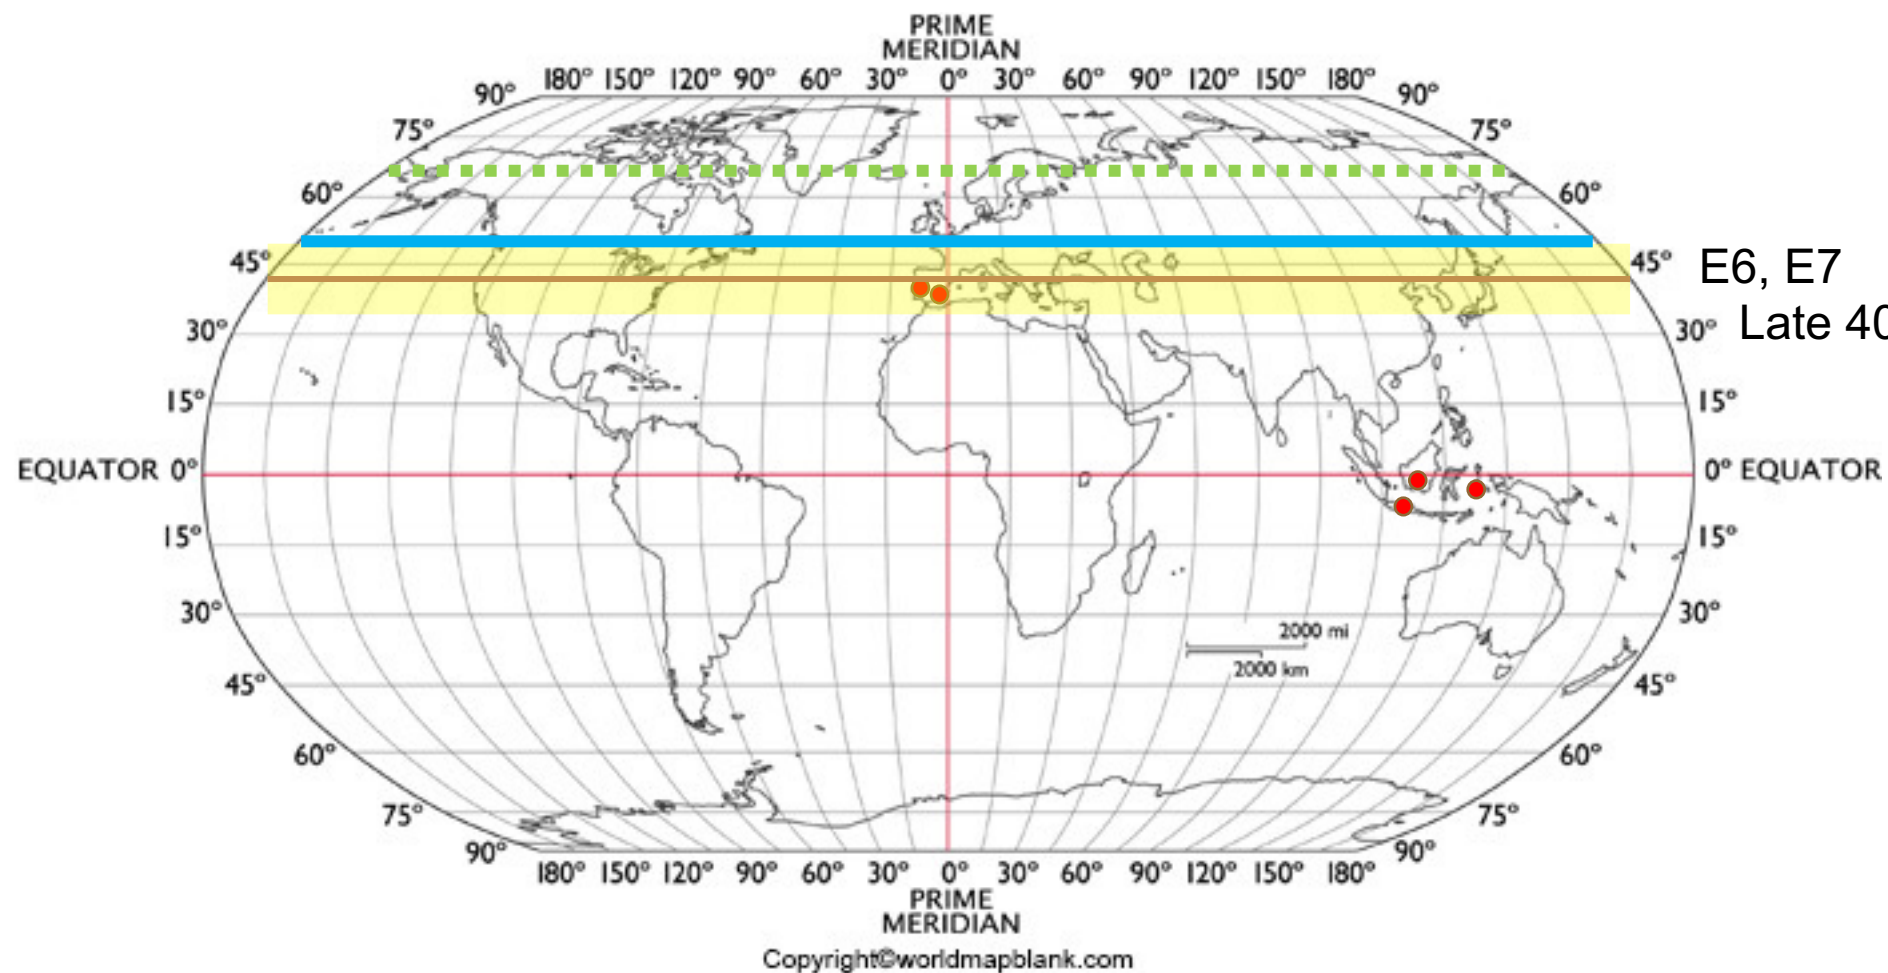 PRIME
MERIDIAN
180° 150° 120° 90° 60° 30° 0° 30° 60° 90° 120° 150° 180°
90° 90°
75° 75°
60° 60°
45° 45° E6, E7
30° 30° Late 40
15° 15°
EQUATOR 0° 0° EQUATOR
15° 15°
30° 30°
2000 mi
2000 km
45° 45°
60° 60°
75° 75°
90° 90°
180° 150° 120° 90° 60° 30° 0° 30° 60° 90° 120° 150° 180°
PRIME
MERIDIAN
Copyright©worldmapblank.com